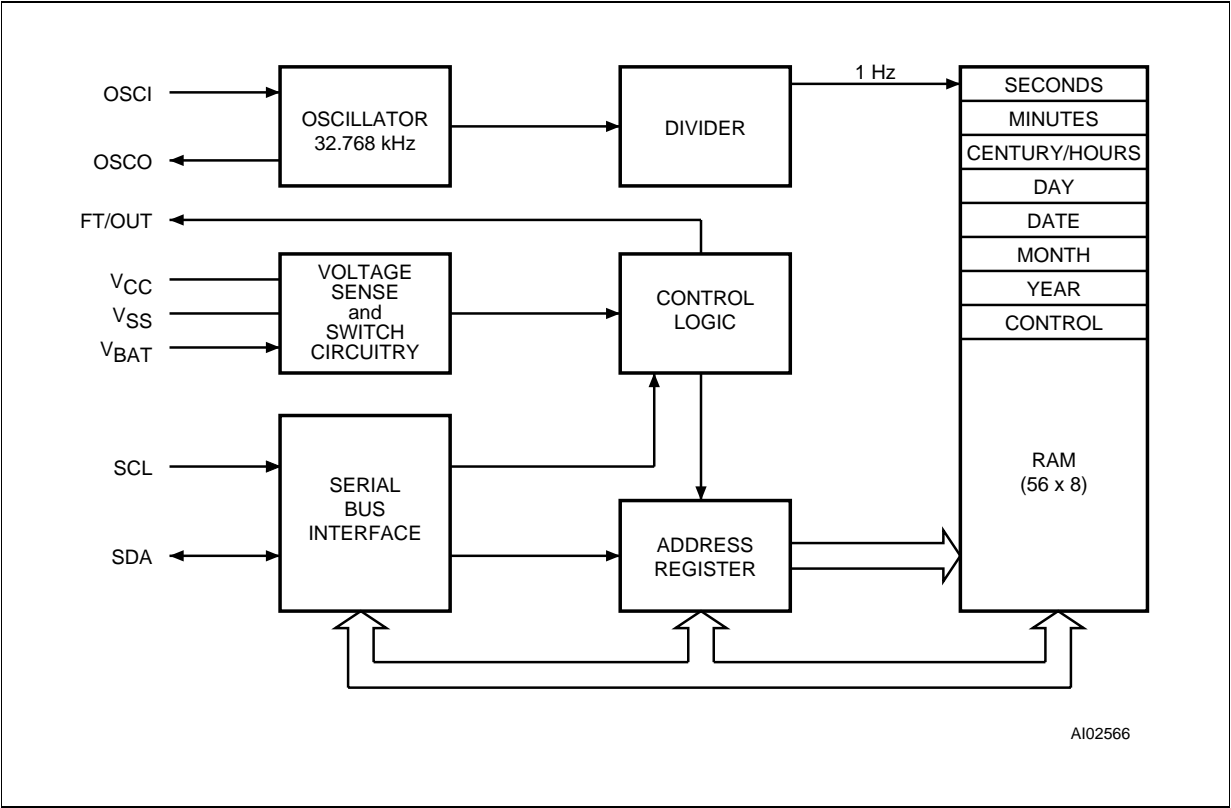 OSCI
OSCO
FT/OUT
VCC
VSS
VBAT
SCL
SDA
OSCILLATOR
32.768 kHz
VOLTAGE
SENSE
and
SWITCH
CIRCUITRY
SERIAL
BUS
INTERFACE
DIVIDER
CONTROL
LOGIC
ADDRESS
REGISTER
1 Hz
SECONDS
MINUTES
CENTURY/HOURS
DAY
DATE
MONTH
YEAR
CONTROL
RAM
(56 x 8)
AI02566